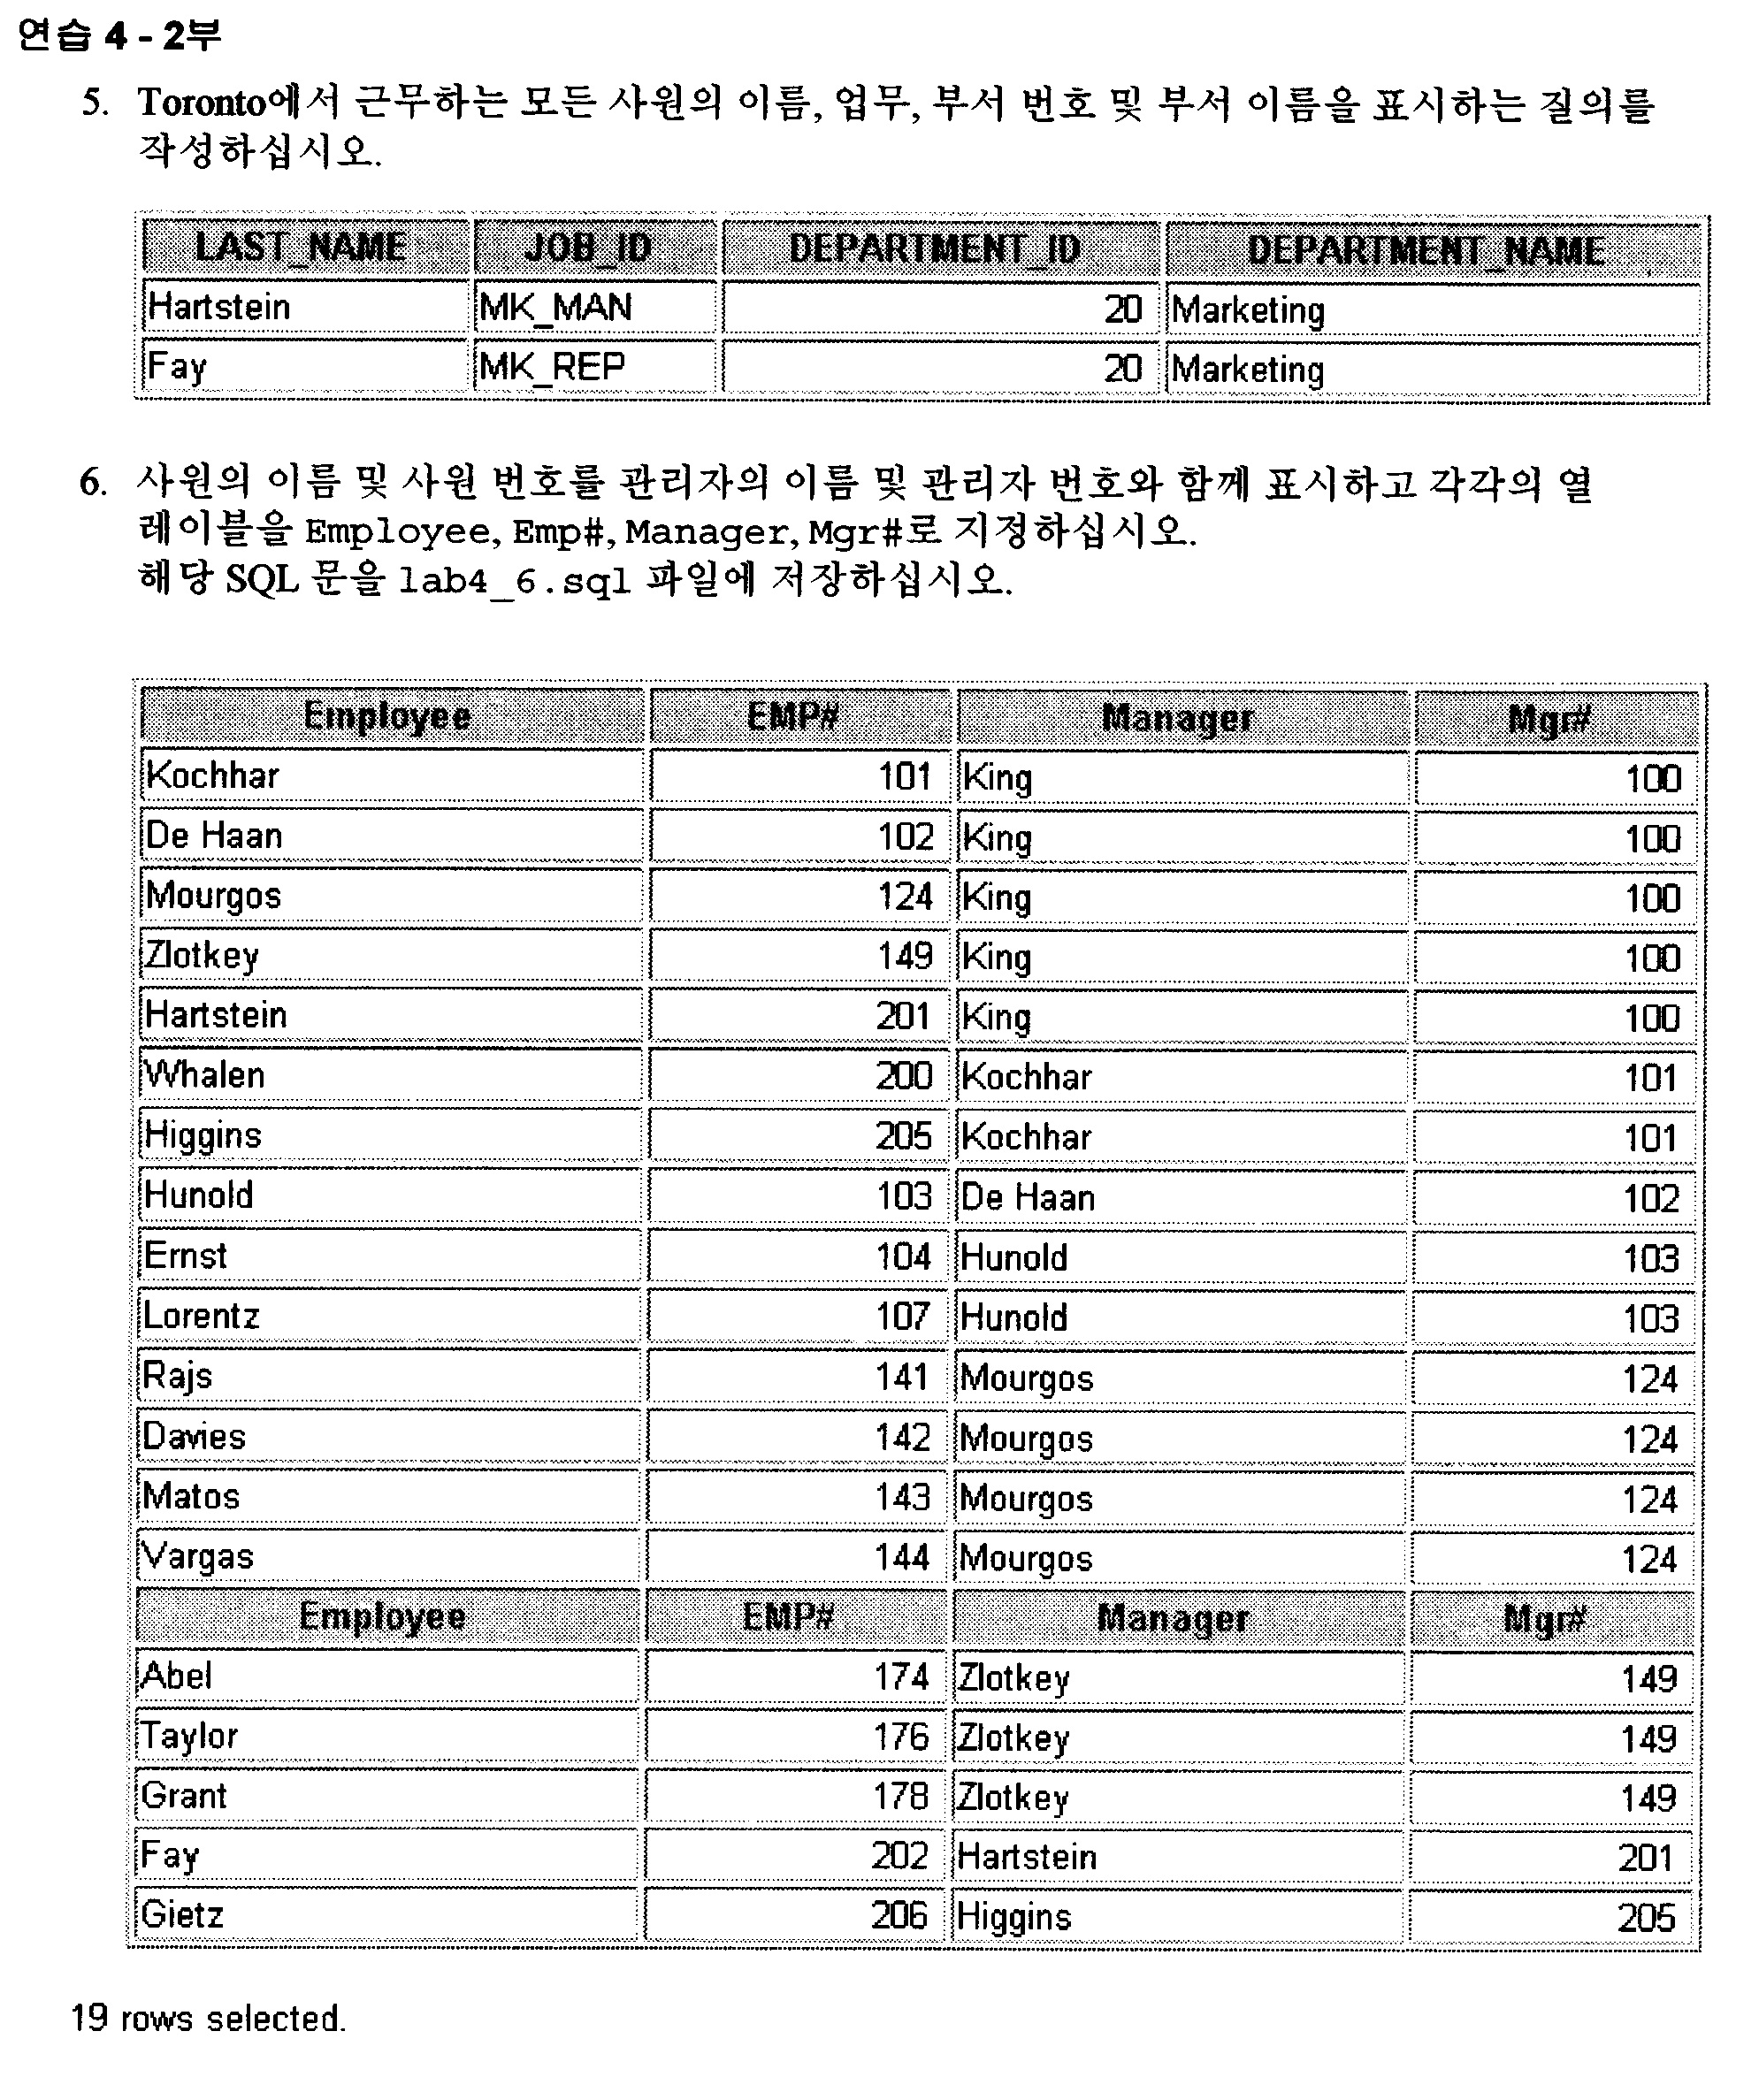 연습 4 - 2부
5. Toronto에서 근무하는 모든 사원의 이름, 업무, 부서 번호 및 부서 이름을 표시하는 질의를
작성하십시오.
LAST_NAME JOB_ID DEPARTMENT_ID DEPARTMENT_NAME
Hartstein MK_MAN 20 Marketing
Fay MK_REP 20 Marketing
6. 사원의 이름 및 사원 번호를 관리자의 이름 및 관리자 번호와 함께 표시하고 각각의 열
레이블을 Employee, Emp#, Manager, Mgr#로 지정하십시오.
해당 SQL 문을 lab4_6.sql 파일에 저장하십시오.
Employee EMP# Manager Mgr#
Kochhar 101 King 100
De Haan 102 King 100
Mourgos 124 King 100
Zlotkey 149 King 100
Hartstein 201 King 100
Whalen 200 Kochhar 101
Higgins 205 Kochhar 101
Hunold 103 De Haan 102
Ernst 104 Hunold 103
Lorentz 107 Hunold 103
Rajs 141 Mourgos 124
Davies 142 Mourgos 124
Matos 143 Mourgos 124
Vargas 144 Mourgos 124
Employee EMP# Manager Mgr#
Abel 174 Zlotkey 149
Taylor 176 Zlotkey 149
Grant 178 Zlotkey 149
Fay 202 Hartstein 201
Gietz 206 Higgins 205
19 rows selected.